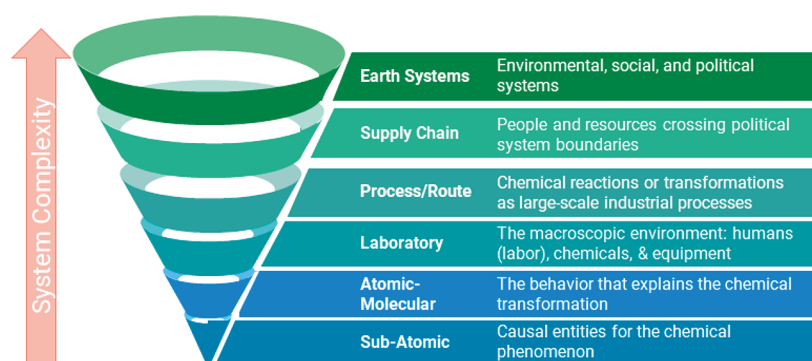 System Complexity
Earth Systems
Environmental, social, and political
systems
Supply Chain
People and resources crossing political
system boundaries
Process/Route
Chemical reactions or transformations
as large-scale industrial processes
Laboratory
The macroscopic environment: humans
(labor), chemicals, & equipment
Atomic-
Molecular
The behavior that explains the chemical
transformation
Sub-Atomic
Causal entities for the chemical
phenomenon